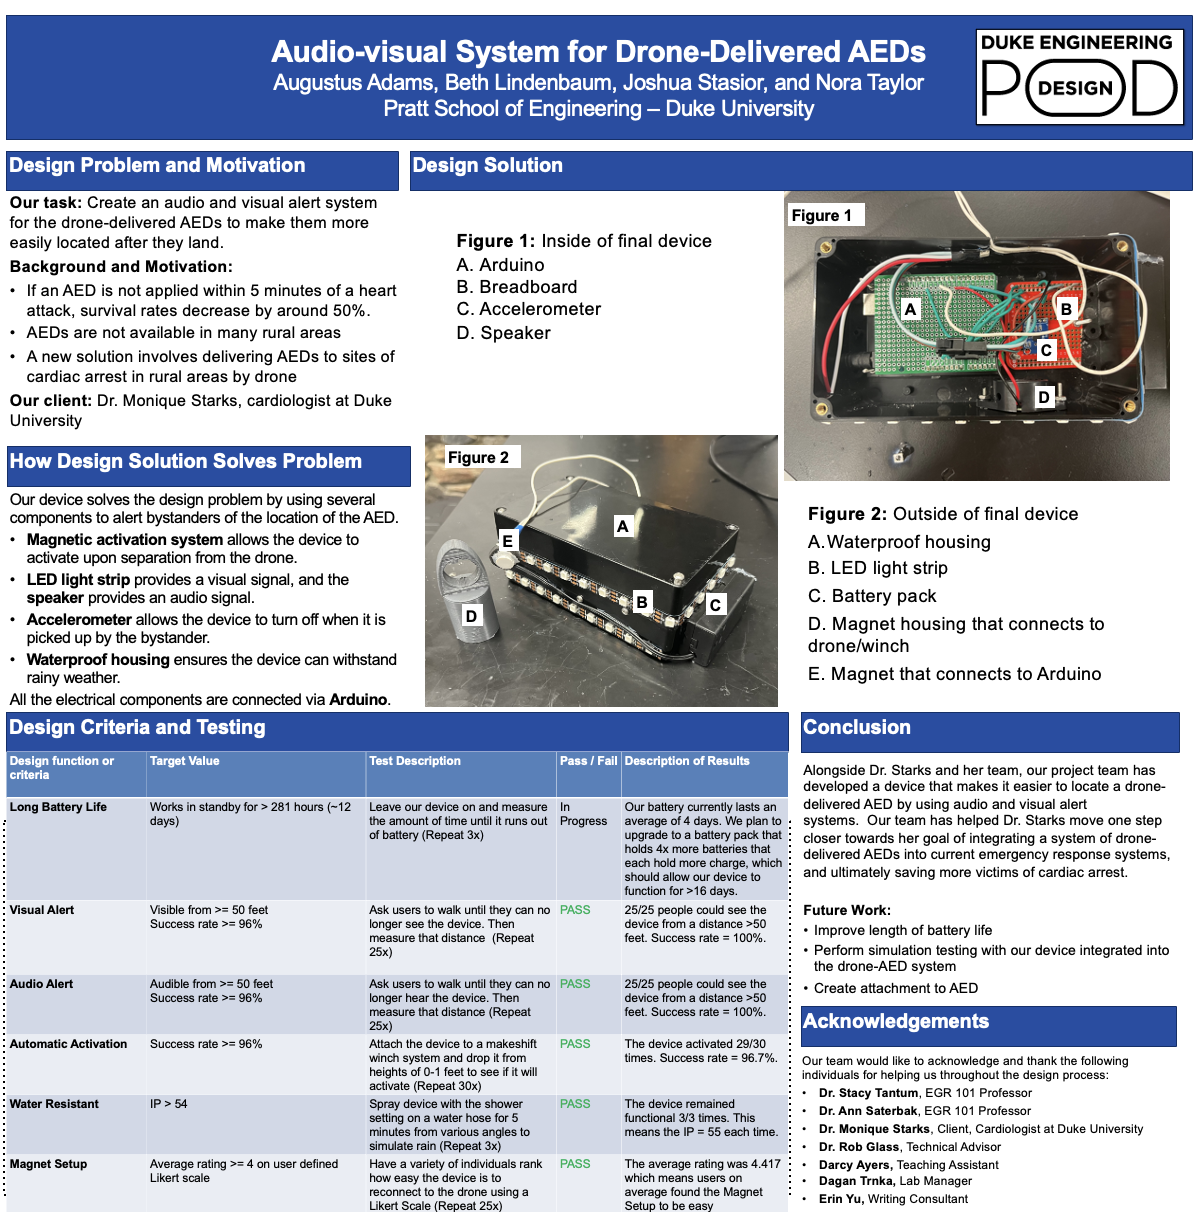 Audio-visual System for Drone-Delivered AEDs
Augustus Adams, Beth Lindenbaum, Joshua Stasior, and Nora Taylor
Pratt School of Engineering – Duke University
DUKE ENGINEERING
POD
DESIGN
Design Problem and Motivation
Our task: Create an audio and visual alert system
for the drone-delivered AEDs to make them more
easily located after they land.
Background and Motivation:
• If an AED is not applied within 5 minutes of a heart
attack, survival rates decrease by around 50%.
• AEDs are not available in many rural areas
• A new solution involves delivering AEDs to sites of
cardiac arrest in rural areas by drone
Our client: Dr. Monique Starks, cardiologist at Duke
University
How Design Solution Solves Problem
Our device solves the design problem by using several
components to alert bystanders of the location of the AED.
• Magnetic activation system allows the device to
activate upon separation from the drone.
• LED light strip provides a visual signal, and the
speaker provides an audio signal.
• Accelerometer allows the device to turn off when it is
picked up by the bystander.
• Waterproof housing ensures the device can withstand
rainy weather.
All the electrical components are connected via Arduino.
Design Solution
Figure 1: Inside of final device
A. Arduino
B. Breadboard
C. Accelerometer
D. Speaker
Figure 1
A
B
C
D
Figure 2
A
E
B
C
D
Figure 2: Outside of final device
A.Waterproof housing
B. LED light strip
C. Battery pack
D. Magnet housing that connects to
drone/winch
E. Magnet that connects to Arduino
Design Criteria and Testing
Design function or
criteria
Target Value
Test Description
Pass / Fail
Description of Results
Long Battery Life
Works in standby for > 281 hours (~12
days)
Leave our device on and measure
the amount of time until it runs out
of battery (Repeat 3x)
In
Progress
Our battery currently lasts an
average of 4 days. We plan to
upgrade to a battery pack that
holds 4x more batteries that
each hold more charge, which
should allow our device to
function for >16 days.
Visual Alert
Visible from >= 50 feet
Success rate >= 96%
Ask users to walk until they can no
longer see the device. Then
measure that distance (Repeat
25x)
PASS
25/25 people could see the
device from a distance >50
feet. Success rate = 100%.
Audio Alert
Audible from >= 50 feet
Success rate >= 96%
Ask users to walk until they can no
longer hear the device. Then
measure that distance (Repeat
25x)
PASS
25/25 people could see the
device from a distance >50
feet. Success rate = 100%.
Automatic Activation
Success rate >= 96%
Attach the device to a makeshift
winch system and drop it from
heights of 0-1 feet to see if it will
activate (Repeat 30x)
PASS
The device activated 29/30
times. Success rate = 96.7%.
Water Resistant
IP > 54
Spray device with the shower
setting on a water hose for 5
minutes from various angles to
simulate rain (Repeat 3x)
PASS
The device remained
functional 3/3 times. This
means the IP = 55 each time.
Magnet Setup
Average rating >= 4 on user defined
Likert scale
Have a variety of individuals rank
how easy the device is to
reconnect to the drone using a
Likert Scale (Repeat 25x)
PASS
The average rating was 4.417
which means users on
average found the Magnet
Setup to be easy
Conclusion
Alongside Dr. Starks and her team, our project team has
developed a device that makes it easier to locate a drone-
delivered AED by using audio and visual alert
systems. Our team has helped Dr. Starks move one step
closer towards her goal of integrating a system of drone-
delivered AEDs into current emergency response systems,
and ultimately saving more victims of cardiac arrest.
Future Work:
• Improve length of battery life
• Perform simulation testing with our device integrated into
the drone-AED system
• Create attachment to AED
Acknowledgements
Our team would like to acknowledge and thank the following
individuals for helping us throughout the design process:
• Dr. Stacy Tantum, EGR 101 Professor
• Dr. Ann Saterbak, EGR 101 Professor
• Dr. Monique Starks, Client, Cardiologist at Duke University
• Dr. Rob Glass, Technical Advisor
• Darcy Ayers, Teaching Assistant
• Dagan Trnka, Lab Manager
• Erin Yu, Writing Consultant